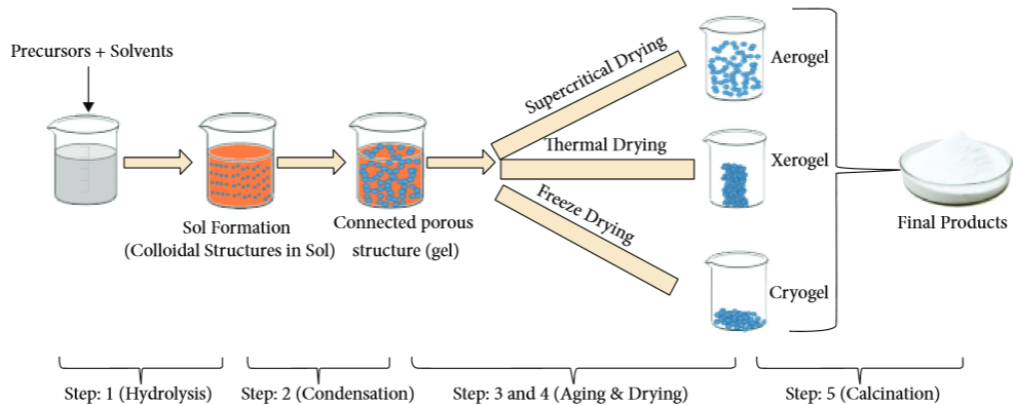 Precursors + Solvents
Sol Formation
(Colloidal Structures in Sol)
Connected porous
structure (gel)
Supercritical Drying
Thermal Drying
Freeze Drying
Aerogel
Xerogel
Cryogel
Final Products
Step: 1 (Hydrolysis)
Step: 2 (Condensation)
Step: 3 and 4 (Aging & Drying)
Step: 5 (Calcination)